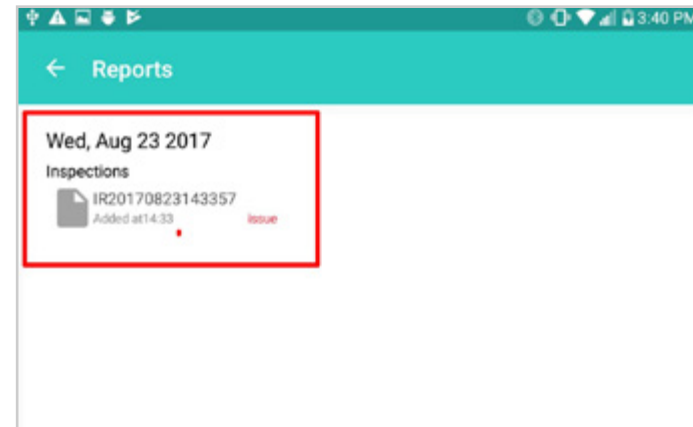 3:40 PM
Reports
Wed, Aug 23 2017
Inspections
IR20170823143357
Added at14:33 issue